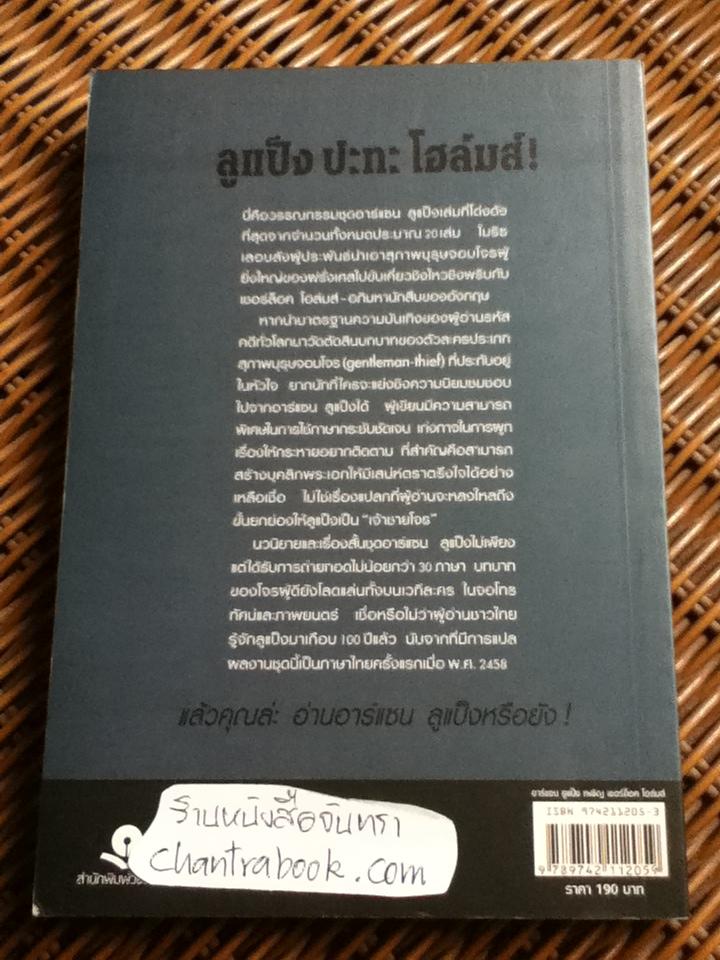 ลูแป็ง ปะทะ โฮล์มส์!
นี่คือวรรณกรรมชุดอาร์แซน ลูแป็งเล่มที่โด่งดัง
ที่สุดจากจำนวนทั้งหมดประมาณ 20 เล่ม โมริซ
เลอบลังผู้ประพันธ์นำเอาสุภาพบุรุษจอมโจรผู้
ยิ่งใหญ่ของฝรั่งเศสไปขับเคี่ยวชิงไหวชิงพริบกับ
เชอร์ล็อค โฮล์มส์-อภิมหานักสืบของอังกฤษ
หากนำมาตรฐานความบันเทิงของผู้อ่านรหัส
คดีทั่วโลกมาวัดตัดสินบทบาทของตัวละครประเภท
สุภาพบุรุษจอมโจร (gentleman-thief) ที่ประทับอยู่
ในหัวใจ ยากนักที่ใครจะแย่งชิงความนิยมชมชอบ
ไปจากอาร์แซน ลูแป็งได้ ผู้เขียนมีความสามารถ
พิเศษในการใช้ภาษากระชับชัดเจน เก่งกาจในการผูก
เรื่องให้กระหายอยากติดตาม ที่สำคัญคือสามารถ
สร้างบุคลิกพระเอกให้มีเสน่ห์ตราตรึงใจได้อย่าง
เหลือเชื่อ ไม่ใช่เรื่องแปลกที่ผู้อ่านจะหลงใหลถึง
ขั้นยกย่องให้ลูแป็งเป็น "เจ้าชายโจร"
นวนิยายและเรื่องสั้นชุดอาร์แซน ลูแป็งไม่เพียง
แต่ได้รับการถ่ายทอดไม่น้อยกว่า 30 ภาษา บทบาท
ของโจรผู้ดียังโลดแล่นทั้งบนเวทีละคร ในจอโทร
ทัศน์และภาพยนตร์ เชื่อหรือไม่ว่าผู้อ่านชาวไทย
รู้จักลูแป็งมาเกือบ 100 ปีแล้ว นับจากที่มีการแปล
ผลงานชุดนี้เป็นภาษาไทยครั้งแรกเมื่อ พ.ศ. 2458
แล้วคุณล่ะ อ่านอาร์แซน ลูแป็งหรือยัง!
ร้านหนังสือจันทรา
chantrabook.com
สำนักพิมพ์
อาร์แซน ลูแป็ง เผชิญ เชอร์ล็อค โฮล์มส์
ISBN 974211205-3
9 789742 112059
ราคา 190 บาท